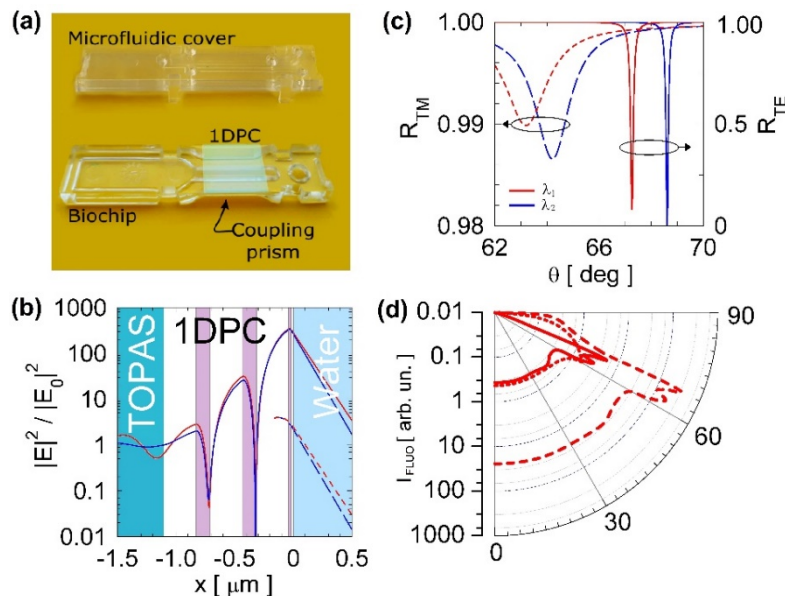 (a)
Microfluidic cover
1DPC
Biochip
Coupling
prism
(c)
1.00
0.99
0.98
R_TM
1.00
0.5
0
R_TE
λ₁
λ₂
62
66
70
θ [ deg ]
(b)
1000
100
10
1
0.1
0.01
|E|² / |E₀|²
TOPAS
1DPC
Water
-1.5
-1.0
-0.5
0
0.5
x [ μm ]
(d)
0.01
0.1
1
10
100
1000
I_FLUO [ arb. un. ]
90
60
30
0